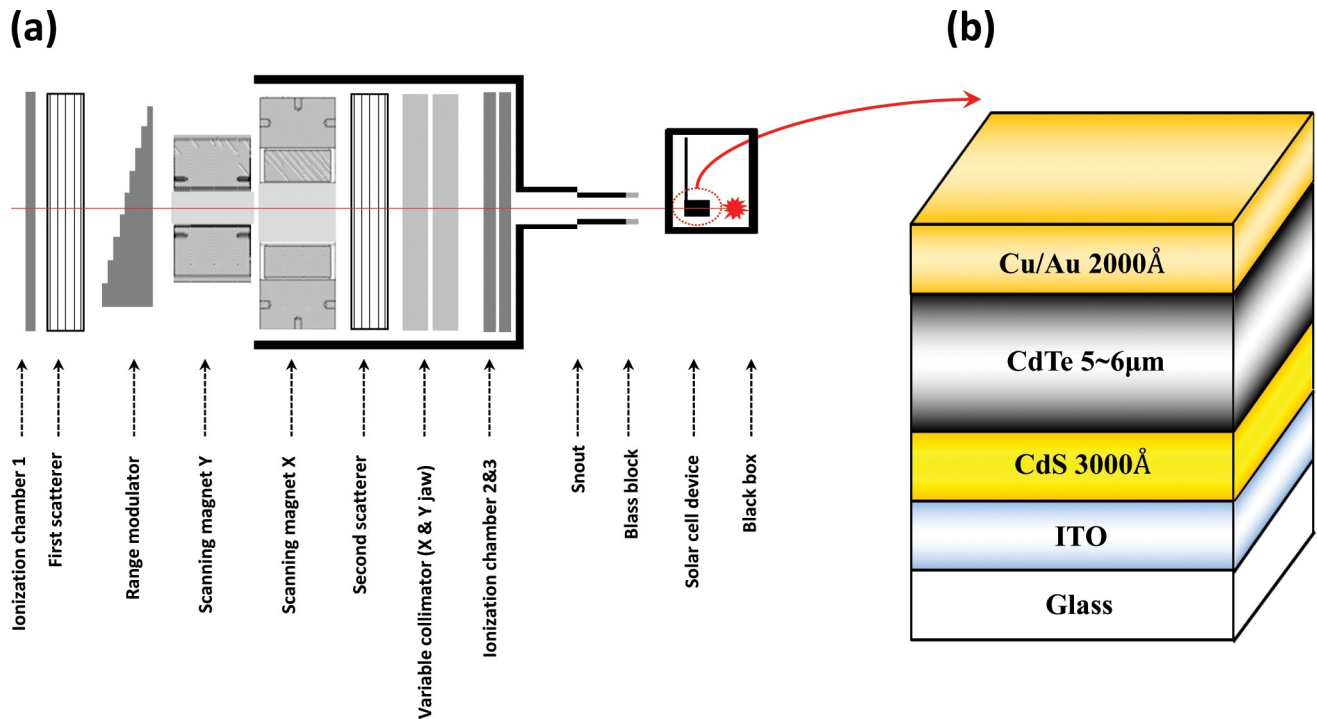 (a)
Ionization chamber 1
First scatterer
Range modulator
Scanning magnet Y
Scanning magnet X
Second scatterer
Variable collimator (X & Y jaw)
Ionization chamber 2&3
Snout
Blass block
Solar cell device
Black box
(b)
Cu/Au 2000Å
CdTe 5~6μm
CdS 3000Å
ITO
Glass